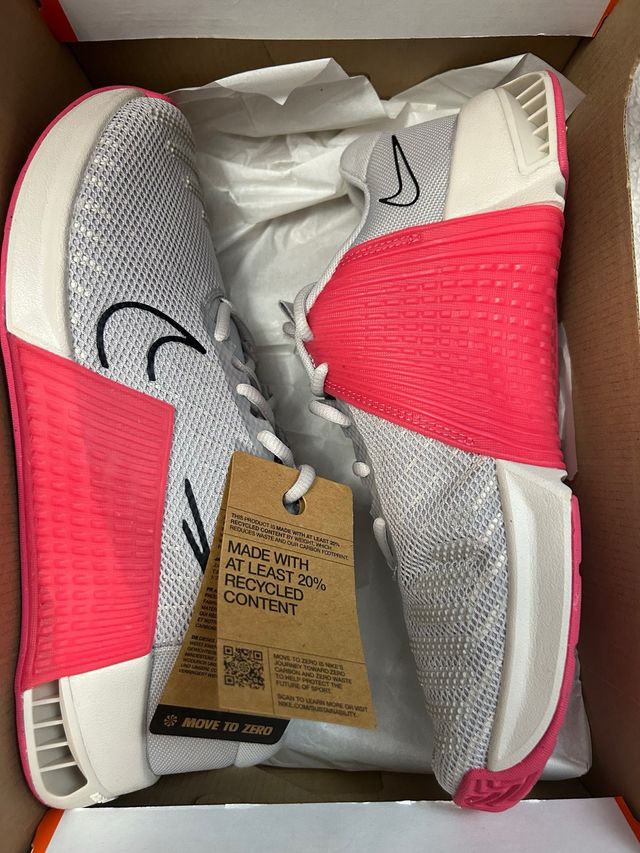 THIS PRODUCT IS MADE WITH AT LEAST 20%
RECYCLED CONTENT BY WEIGHT, WHICH
REDUCES WASTE AND OUR CARBON FOOTPRINT.
MADE WITH
AT LEAST 20%
RECYCLED
CONTENT
MOVE TO ZERO IS NIKE'S
JOURNEY TOWARD ZERO
CARBON AND ZERO WASTE
TO HELP PROTECT THE
FUTURE OF SPORT.
SCAN TO LEARN MORE OR VISIT
NIKE.COM/SUSTAINABILITY.
MOVE TO ZERO